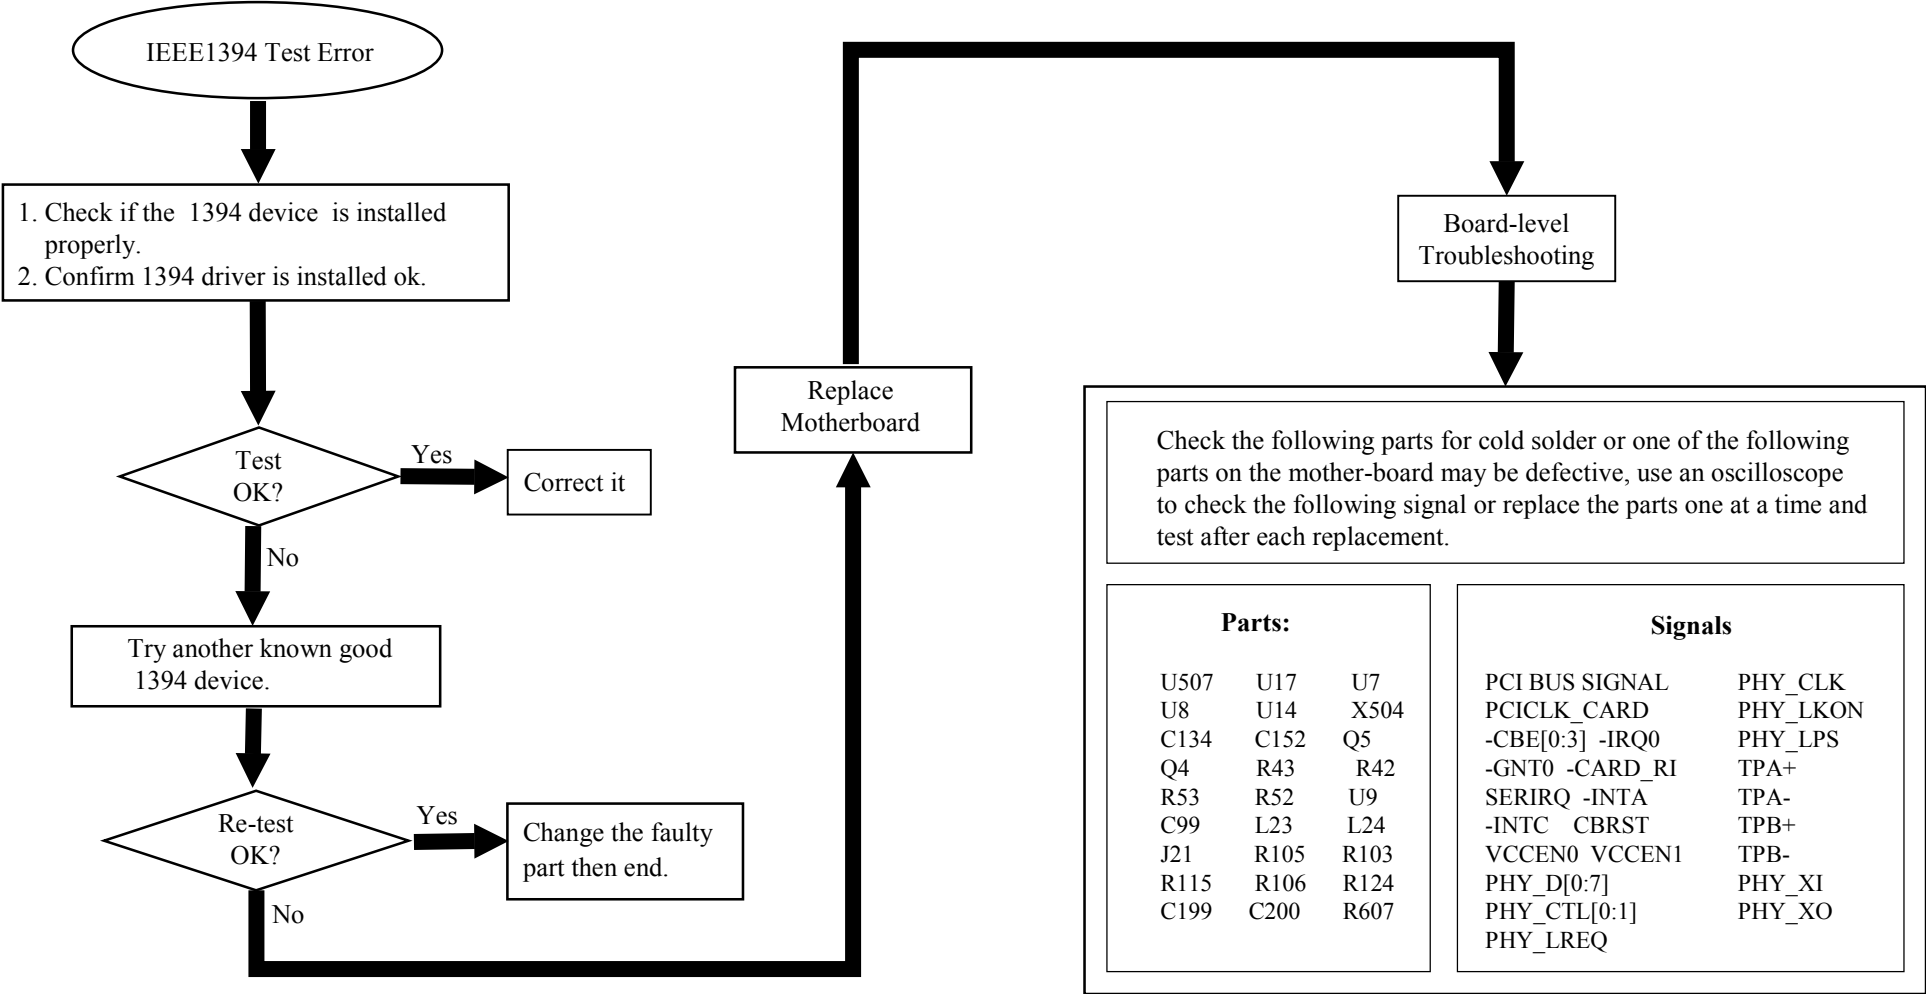 IEEE1394 Test Error
1. Check if the 1394 device is installed
properly.
2. Confirm 1394 driver is installed ok.
Test
OK?
Yes
Correct it
No
Try another known good
1394 device.
Re-test
OK?
Yes
Change the faulty
part then end.
No
Replace
Motherboard
Board-level
Troubleshooting
Check the following parts for cold solder or one of the following
parts on the mother-board may be defective, use an oscilloscope
to check the following signal or replace the parts one at a time and
test after each replacement.
Parts:
U507 U17 U7
U8 U14 X504
C134 C152 Q5
Q4 R43 R42
R53 R52 U9
C99 L23 L24
J21 R105 R103
R115 R106 R124
C199 C200 R607
Signals
PCI BUS SIGNAL PHY_CLK
PCICLK_CARD PHY_LKON
-CBE[0:3] -IRQ0 PHY_LPS
-GNT0 -CARD_RI TPA+
SERIRQ -INTA TPA-
-INTC CBRST TPB+
VCCEN0 VCCEN1 TPB-
PHY_D[0:7] PHY_XI
PHY_CTL[0:1] PHY_XO
PHY_LREQ